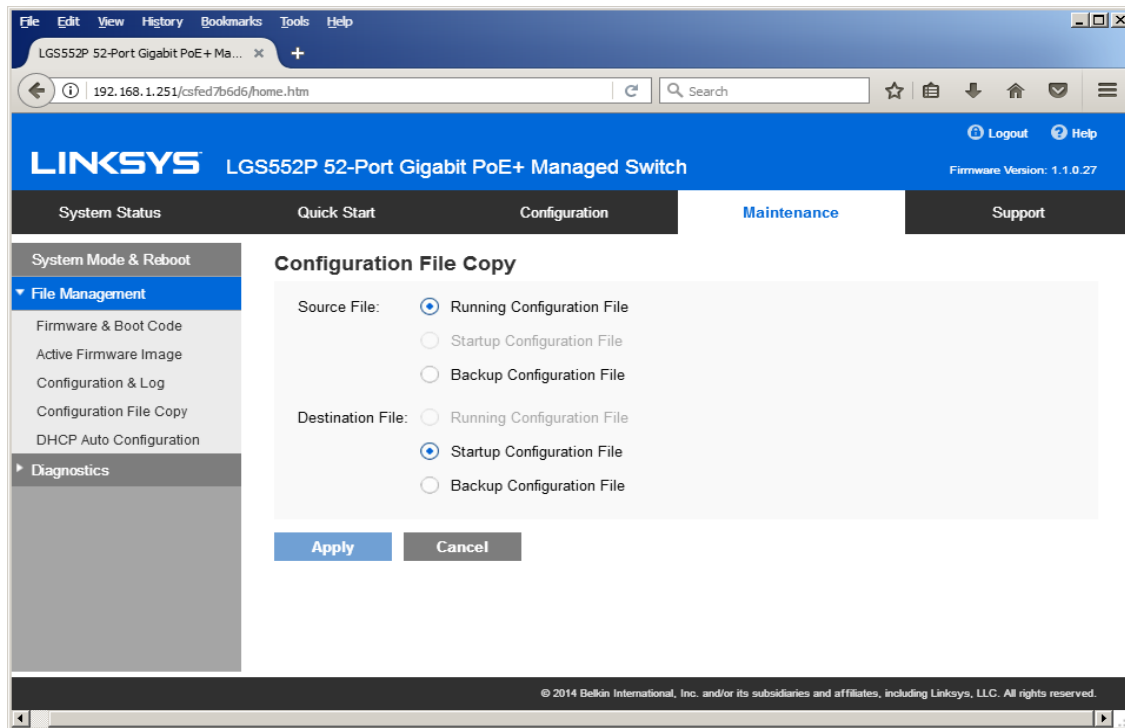 File Edit View History Bookmarks Tools Help
LGS552P 52-Port Gigabit PoE+ Ma...
192.168.1.251/csfed7b6d6/home.htm
Search
Logout Help
LINKSYS LGS552P 52-Port Gigabit PoE+ Managed Switch
Firmware Version: 1.1.0.27
System Status Quick Start Configuration Maintenance Support
System Mode & Reboot
File Management
Firmware & Boot Code
Active Firmware Image
Configuration & Log
Configuration File Copy
DHCP Auto Configuration
Diagnostics
Configuration File Copy
Source File: Running Configuration File
Startup Configuration File
Backup Configuration File
Destination File: Running Configuration File
Startup Configuration File
Backup Configuration File
Apply Cancel
© 2014 Belkin International, Inc. and/or its subsidiaries and affiliates, including Linksys, LLC. All rights reserved.